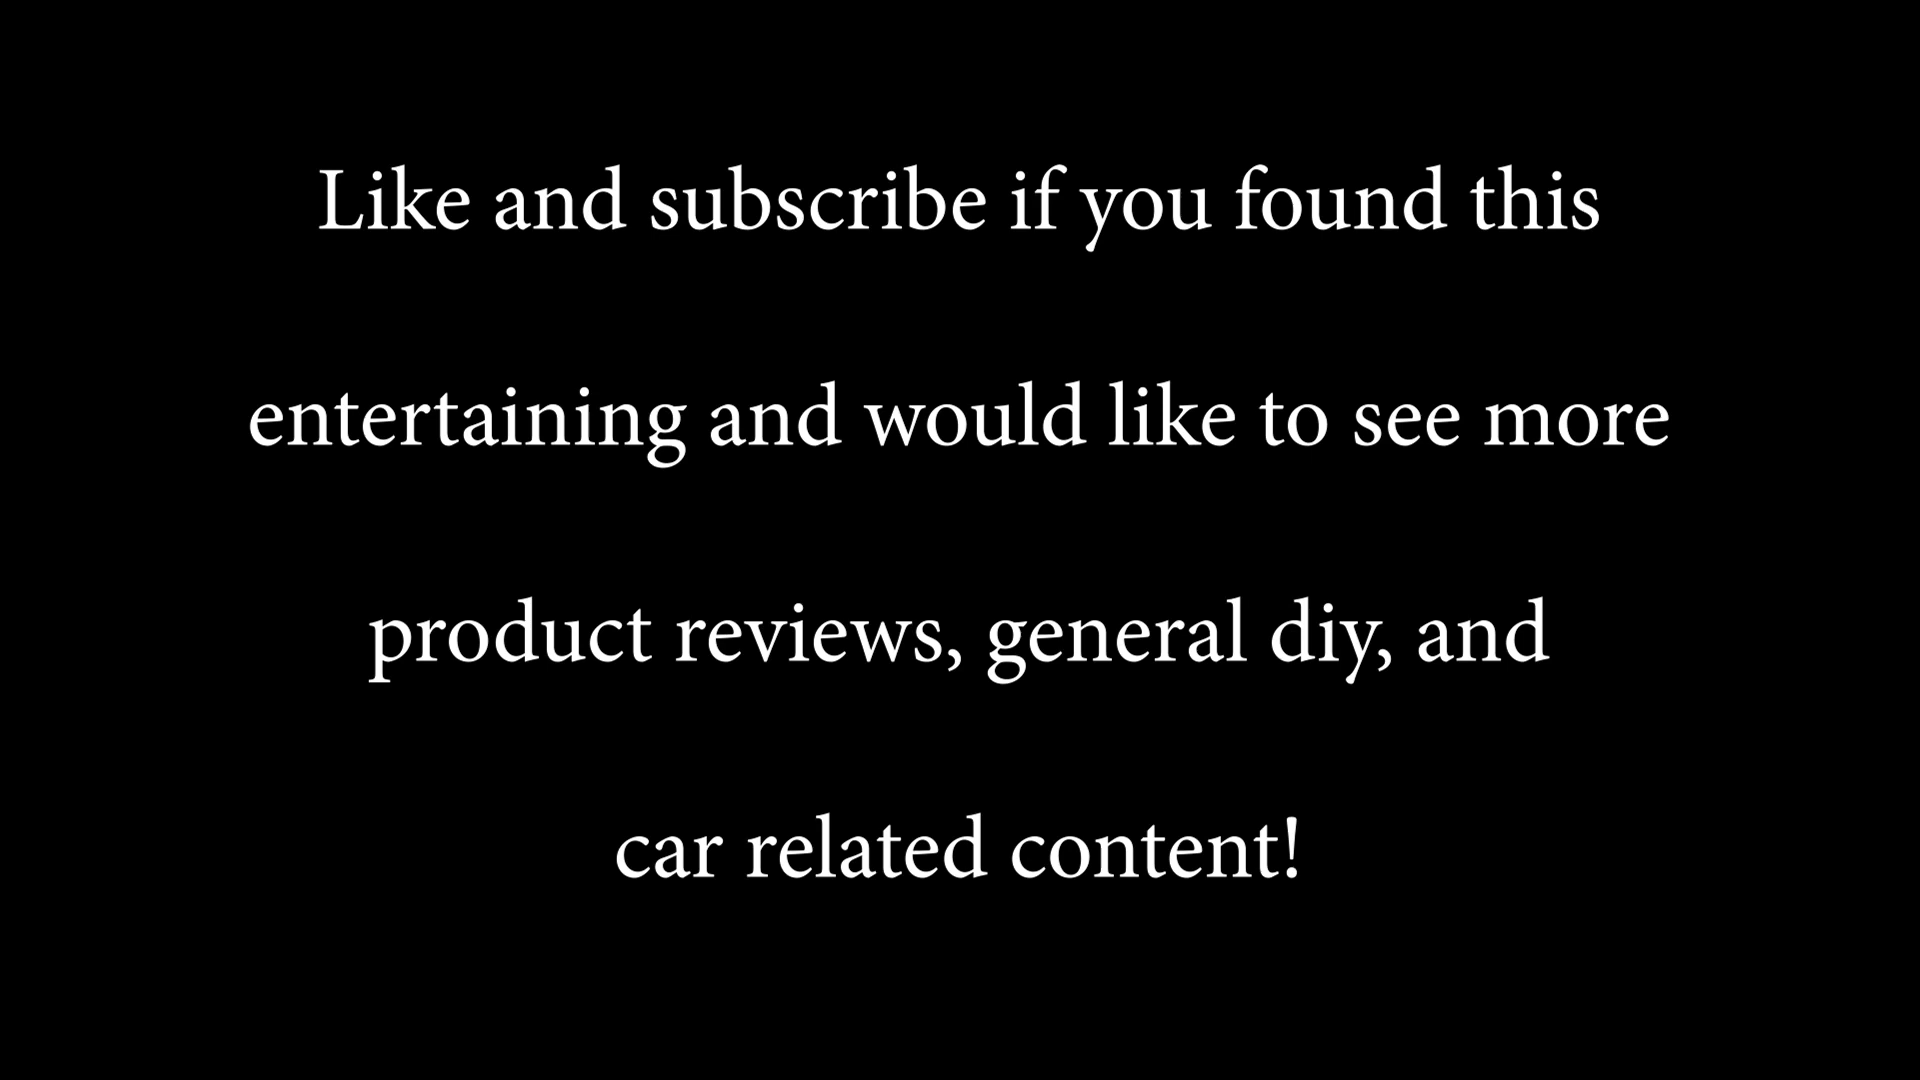 Like and subscribe if you found this
entertaining and would like to see more
product reviews, general diy, and
car related content!